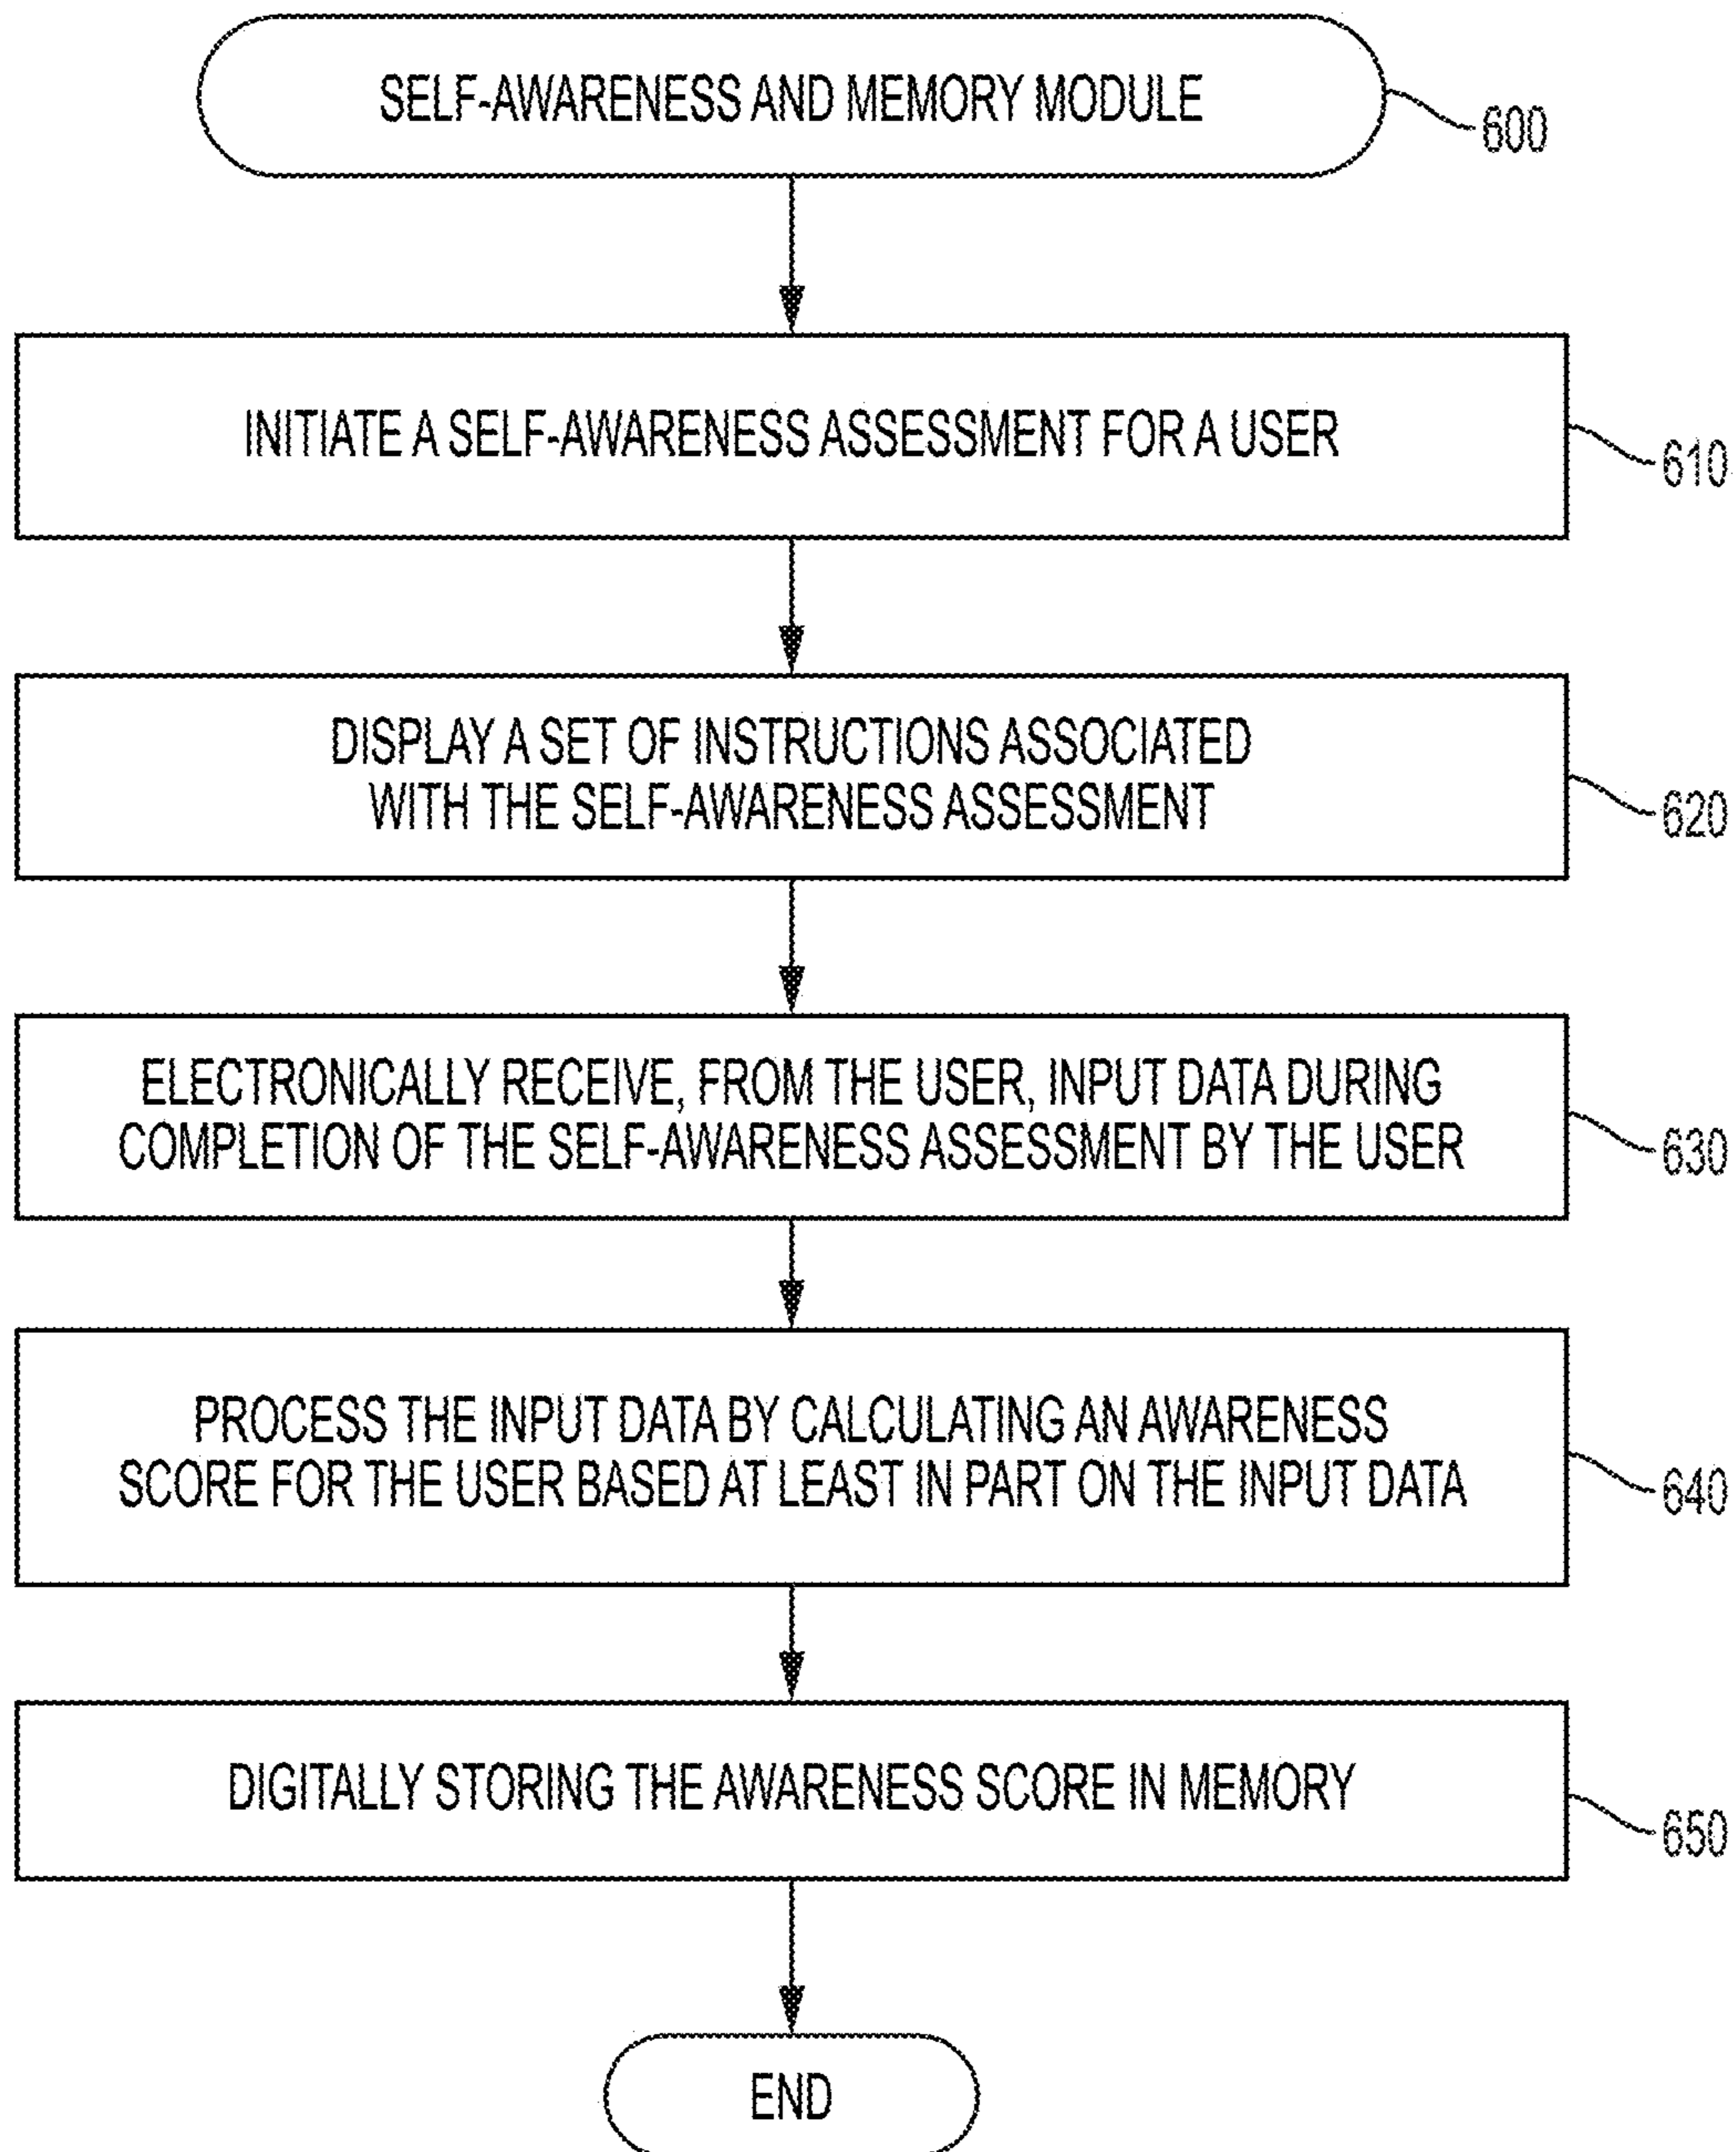 SELF-AWARENESS AND MEMORY MODULE
600
INITIATE A SELF-AWARENESS ASSESSMENT FOR A USER
610
DISPLAY A SET OF INSTRUCTIONS ASSOCIATED
WITH THE SELF-AWARENESS ASSESSMENT
620
ELECTRONICALLY RECEIVE, FROM THE USER, INPUT DATA DURING
COMPLETION OF THE SELF-AWARENESS ASSESSMENT BY THE USER
630
PROCESS THE INPUT DATA BY CALCULATING AN AWARENESS
SCORE FOR THE USER BASED AT LEAST IN PART ON THE INPUT DATA
640
DIGITALLY STORING THE AWARENESS SCORE IN MEMORY
650
END